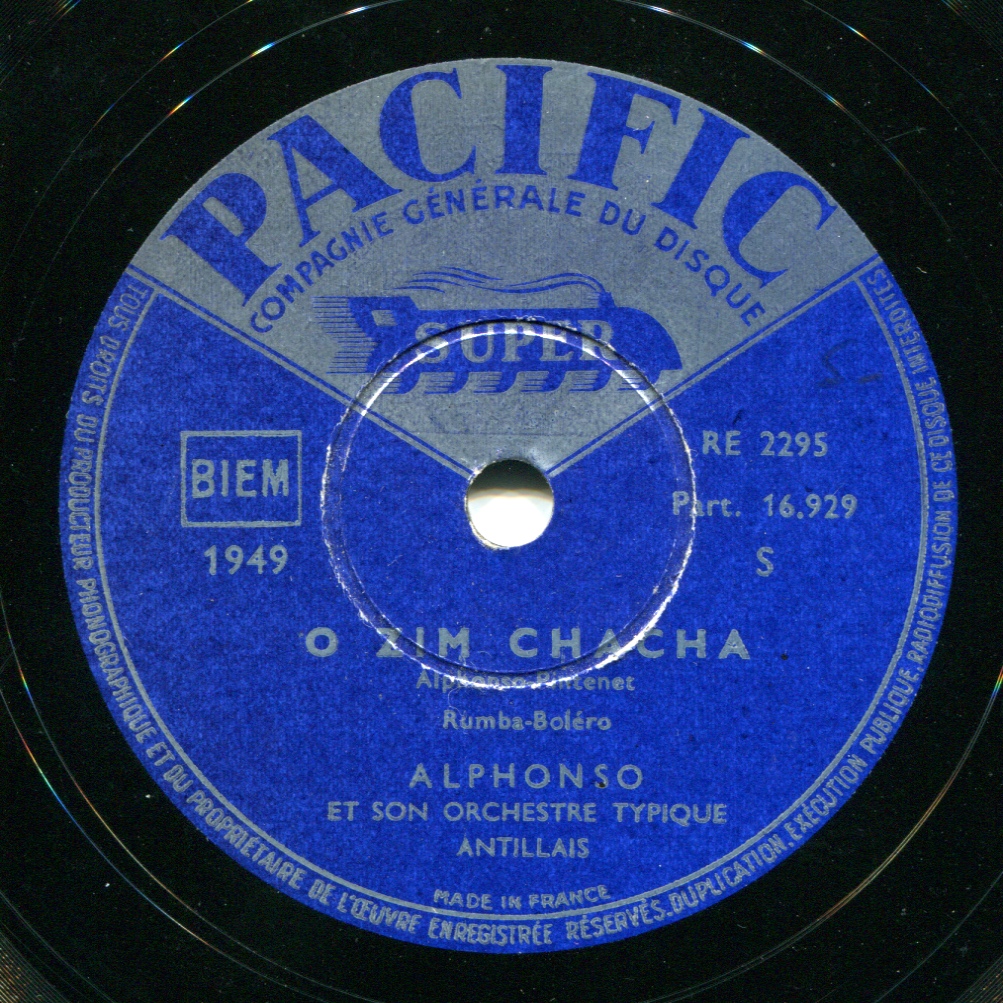 PACIFIC
COMPAGNIE GÉNÉRALE DU DISQUE
SUPER
BIEM
1949
RE 2295
Part. 16.929
S
O ZIM CHACHA
Alphonso
Rumba-Boléro
ALPHONSO
ET SON ORCHESTRE TYPIQUE
ANTILLAIS
MADE IN FRANCE
TOUS DROITS DU PRODUCTEUR PHONOGRAPHIQUE ET DU PROPRIETAIRE DE L'ŒUVRE ENREGISTRÉE RÉSERVÉS. DUPLICATION, EXÉCUTION PUBLIQUE, RADIODIFFUSION DE CE DISQUE INTERDITES